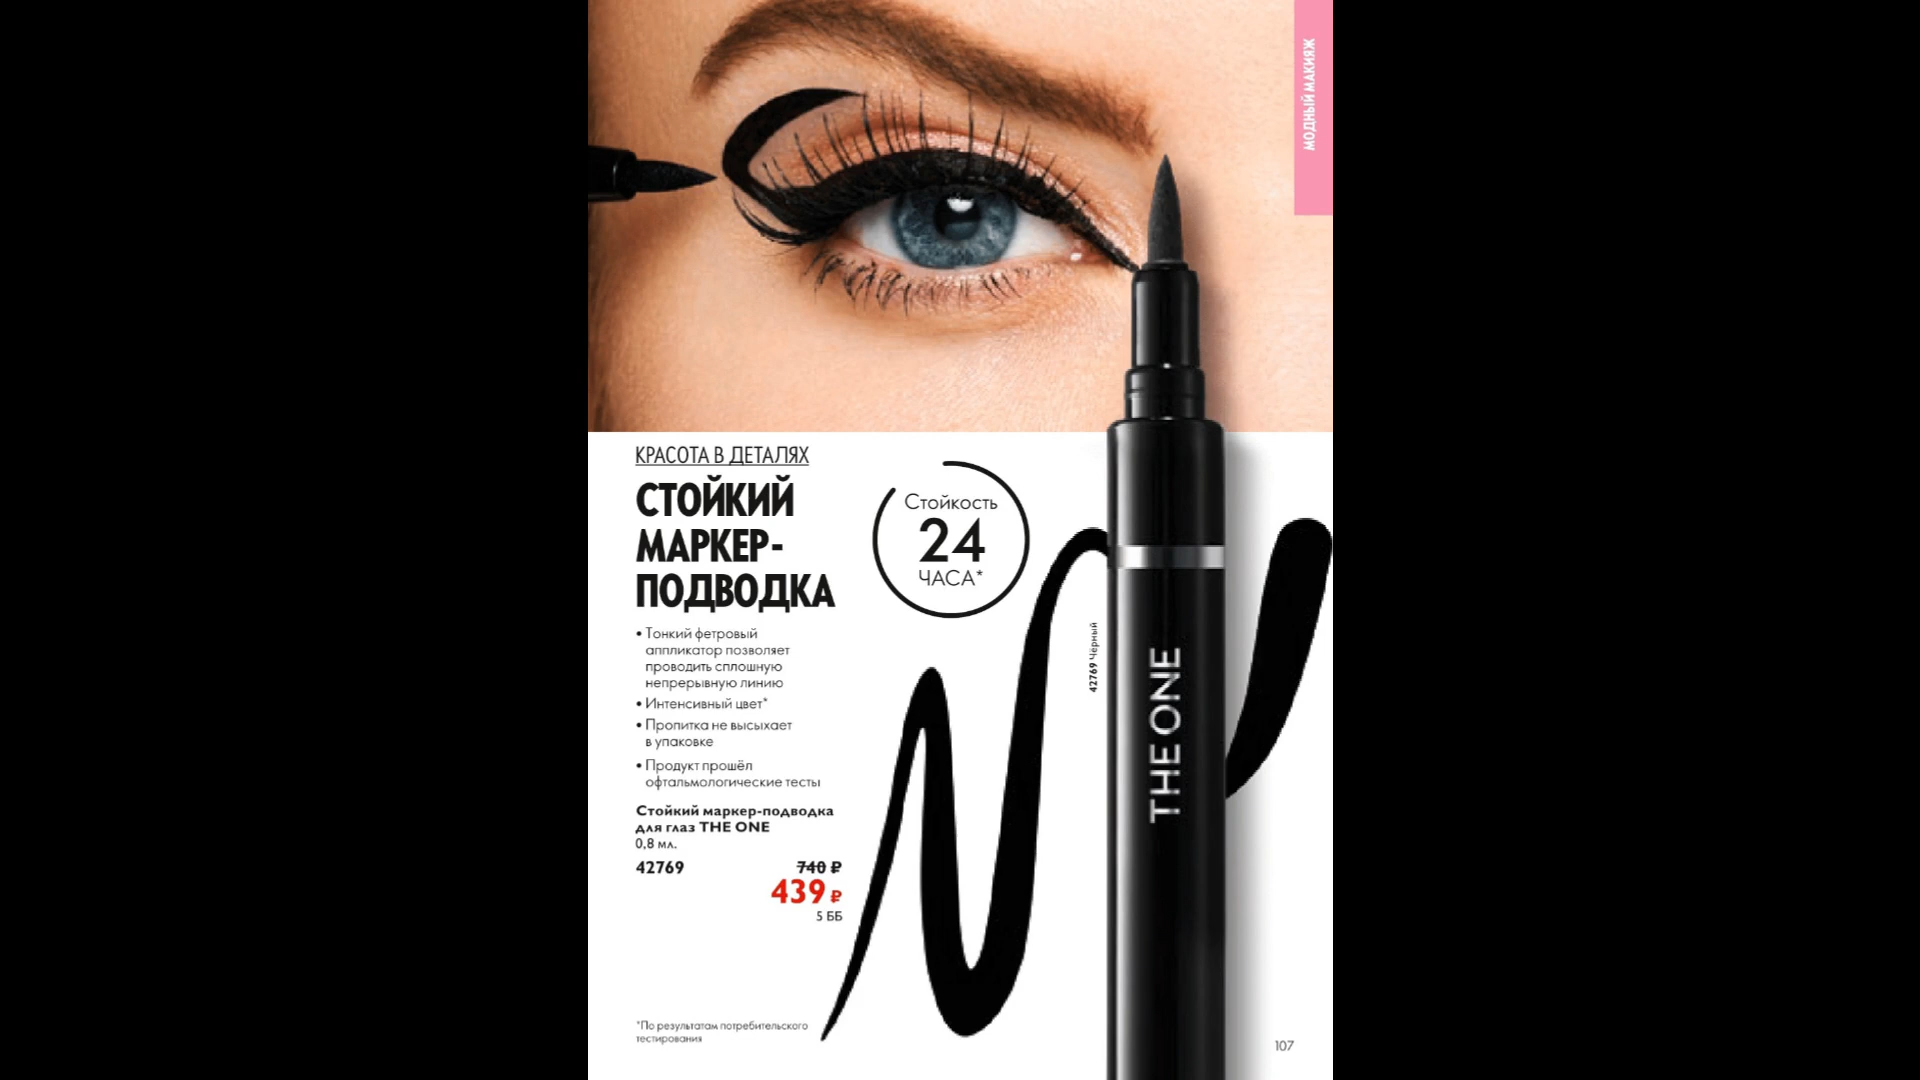 МОДНЫЙ МАКИЯЖ
КРАСОТА В ДЕТАЛЯХ
СТОЙКИЙ
МАРКЕР-
ПОДВОДКА
Стойкость
24
ЧАСА*
• Тонкий фетровый
аппликатор позволяет
проводить сплошную
непрерывную линию
• Интенсивный цвет*
• Пропитка не высыхает
в упаковке
• Продукт прошёл
офтальмологические тесты
Стойкий маркер-подводка
для глаз THE ONE
0,8 мл.
42769 740 ₽
439 ₽
5 ББ
42769 Чёрный
THE ONE
*По результатам потребительского
тестирования
107